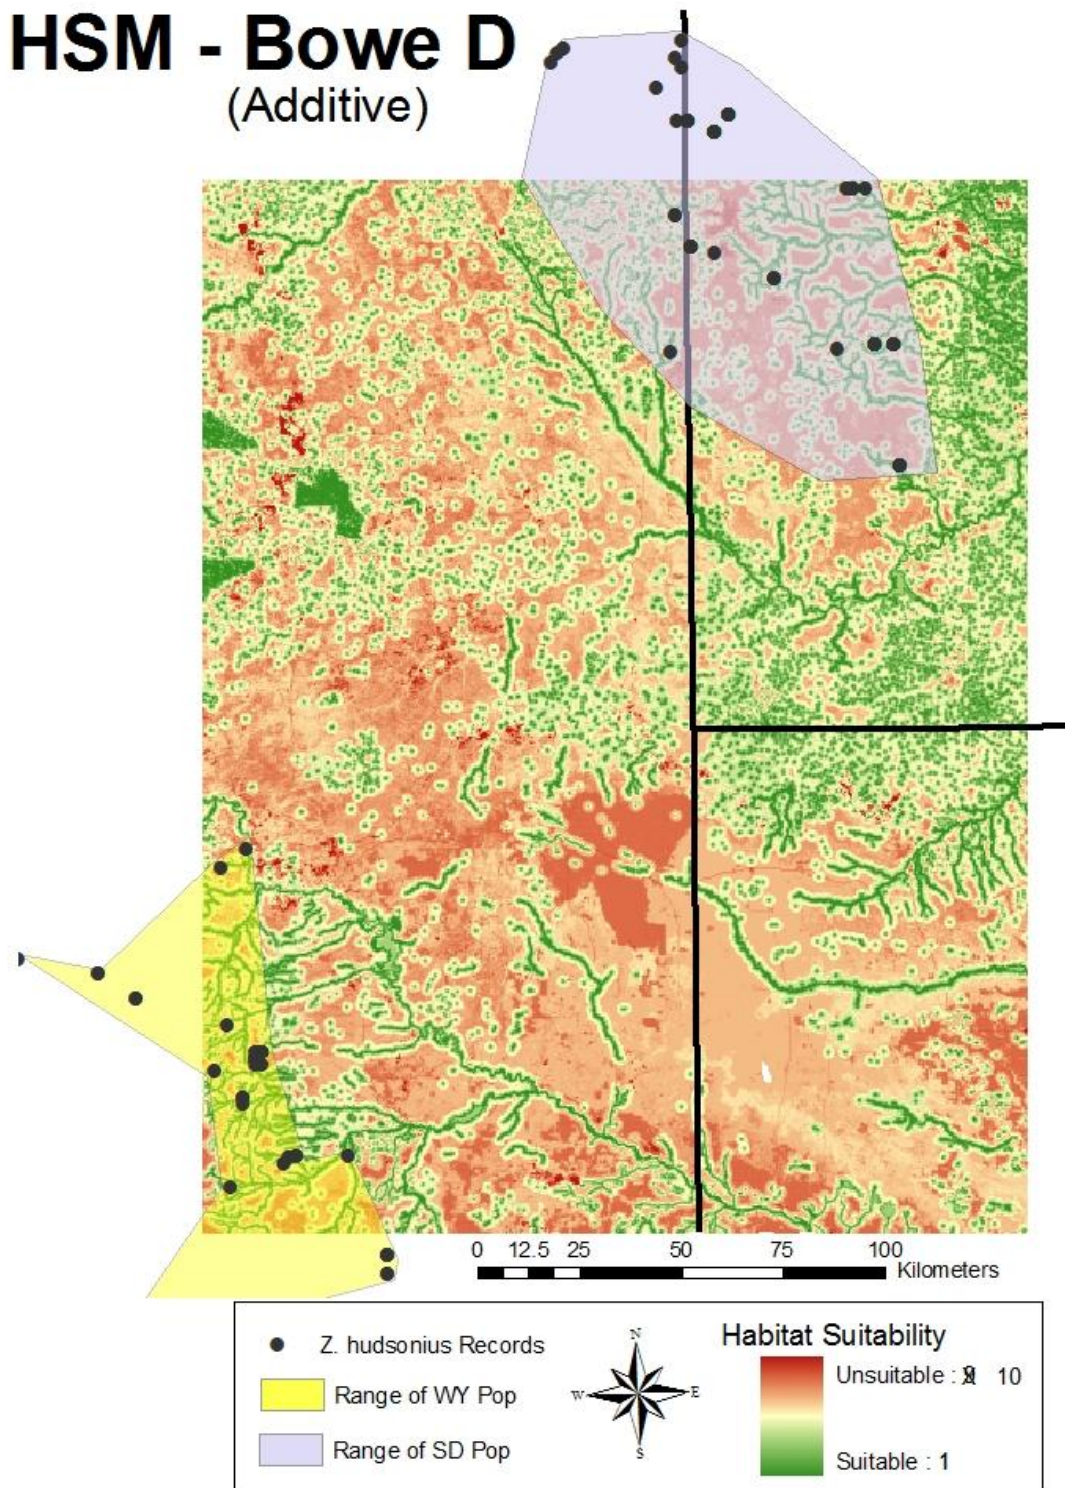 HSM - Bowe D
(Additive)
0 12.5 25 50 75 100
Kilometers
Z. hudsonius Records
Range of WY Pop
Range of SD Pop
N
W E
S
Habitat Suitability
Unsuitable : 10
Suitable : 1